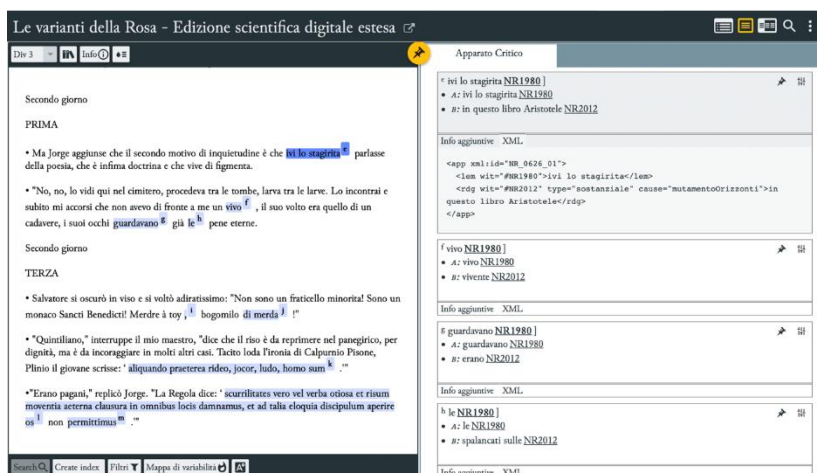 Le varianti della Rosa - Edizione scientifica digitale estesa
Div 3
Info
Secondo giorno
PRIMA
• Ma Jorge aggiunse che il secondo motivo di inquietudine è che ivi lo stagirita e parlasse
della poesia, che è infima doctrina e che vive di figmenta.
• "No, no, lo vidi qui nel cimitero, procedeva tra le tombe, larva tra le larve. Lo incontrai e
subito mi accorsi che non avevo di fronte a me un vivo f , il suo volto era quello di un
cadavere, i suoi occhi guardavano g già le h pene eterne.
Secondo giorno
TERZA
• Salvatore si oscurò in viso e si voltò adiratissimo: "Non sono un fraticello minorita! Sono un
monaco Sancti Benedicti! Merdre à toy , i bogomilo di merda j !"
• "Quintiliano," interruppe il mio maestro, "dice che il riso è da reprimere nel panegirico, per
dignità, ma è da incoraggiare in molti altri casi. Tacito loda l'ironia di Calpurnio Pisone,
Plinio il giovane scrisse: ' aliquando praeterea rideo, jocor, ludo, homo sum k .'"
•"Erano pagani," replicò Jorge. "La Regola dice: ' scurrilitates vero vel verba otiosa et risum
moventia aeterna clausura in omnibus locis damnamus, et ad talia eloquia discipulum aperire
os l non permittimus m .'"
Search Create index Filtri Mappa di variabilità
Apparato Critico
e ivi lo stagirita NR1980 ]
• A: ivi lo stagirita NR1980
• B: in questo libro Aristotele NR2012
Info aggiuntive XML
<app xml:id="NR_0626_01">
<lem wit="#NR1980">ivi lo stagirita</lem>
<rdg wit="#NR2012" type="sostanziale" cause="mutamentoOrizzonti">in
questo libro Aristotele</rdg>
</app>
f vivo NR1980 ]
• A: vivo NR1980
• B: vivente NR2012
Info aggiuntive XML
g guardavano NR1980 ]
• A: guardavano NR1980
• B: erano NR2012
Info aggiuntive XML
h le NR1980 ]
• A: le NR1980
• B: spalancati sulle NR2012
Info aggiuntive XML